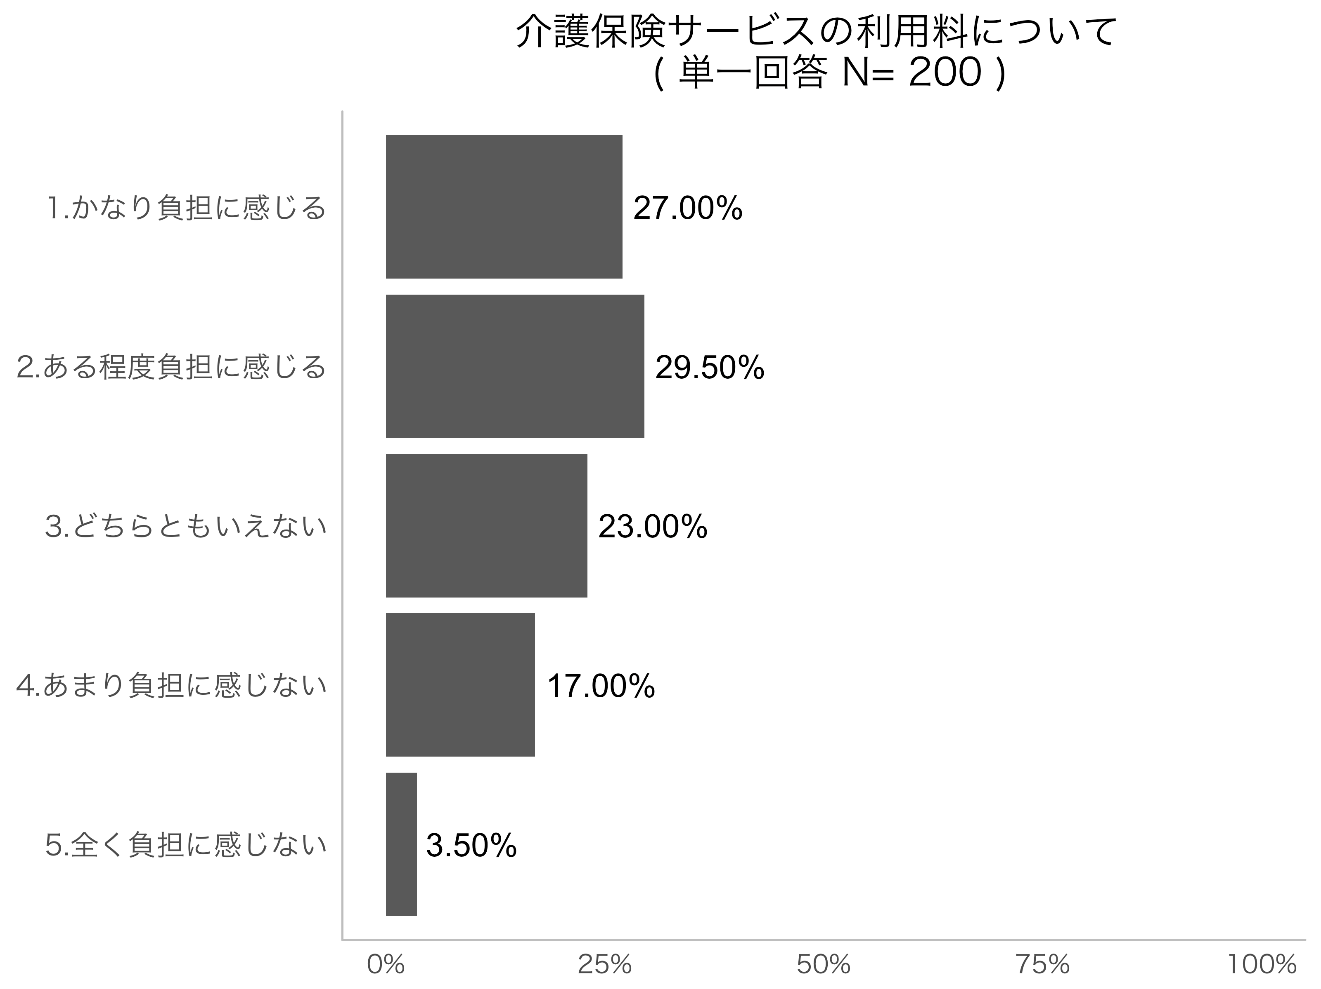 介護保険サービスの利用料について
( 単一回答 N= 200 )
1.かなり負担に感じる
27.00%
2.ある程度負担に感じる
29.50%
3.どちらともいえない
23.00%
4.あまり負担に感じない
17.00%
5.全く負担に感じない
3.50%
0% 25% 50% 75% 100%